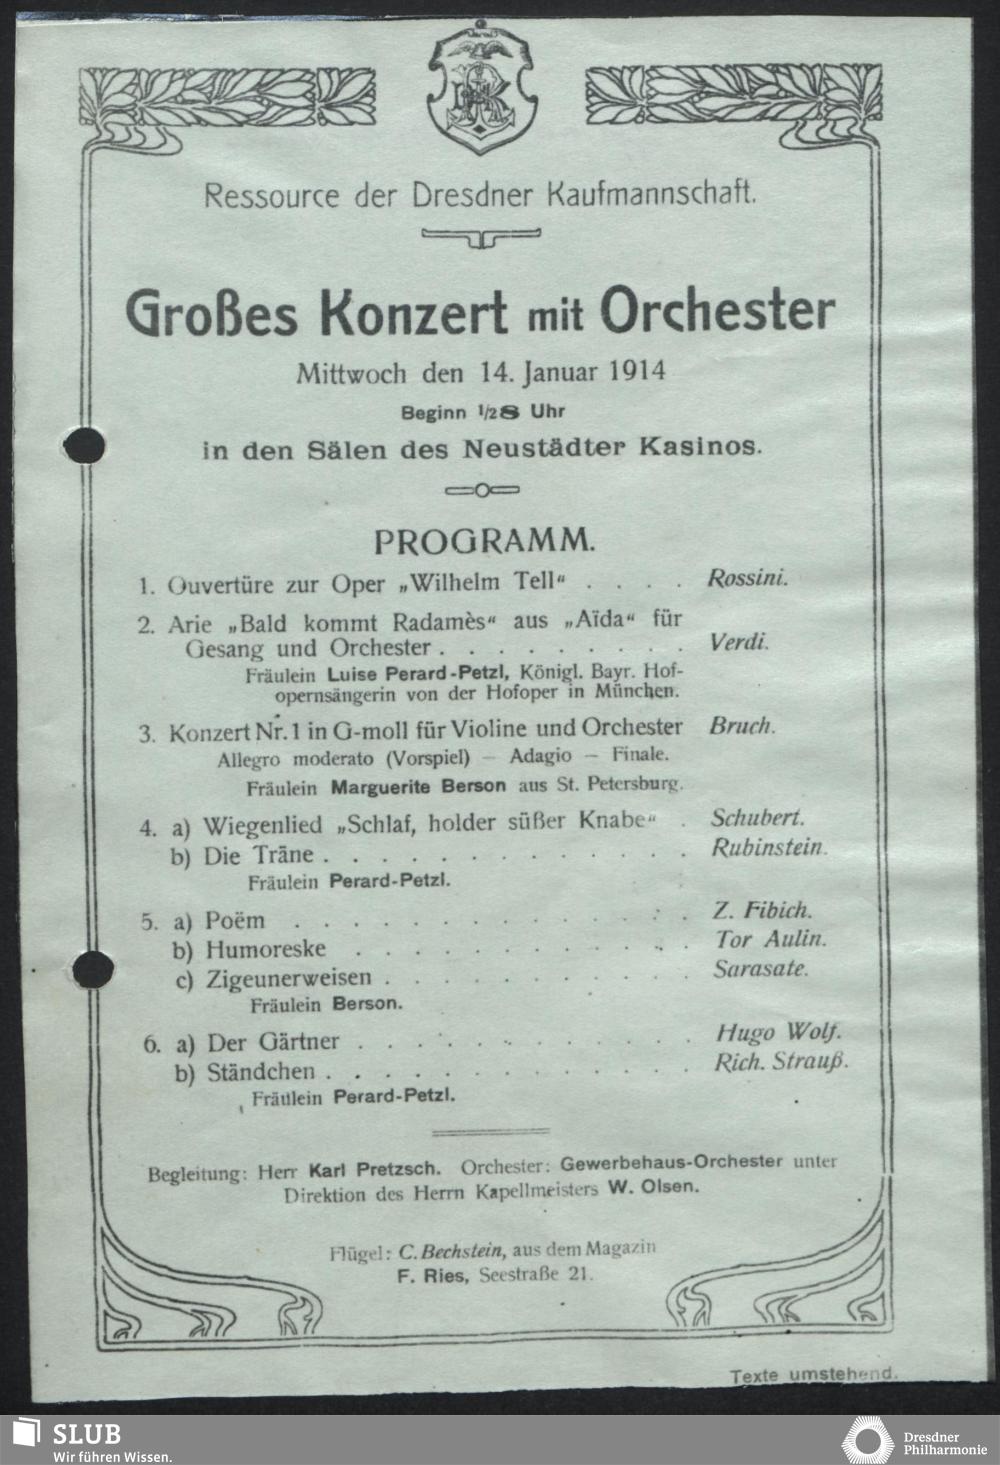 Ressource der Dresdner Kaufmannschaft.
Großes Konzert mit Orchester
Mittwoch den 14. Januar 1914
Beginn 1/28 Uhr
in den Sälen des Neustädter Kasinos.
PROGRAMM.
1. Ouvertüre zur Oper „Wilhelm Tell“ . . . . Rossini.
2. Arie „Bald kommt Radamès“ aus „Aïda“ für
Gesang und Orchester . . . . . . . . . Verdi.
Fräulein Luise Perard-Petzl, Königl. Bayr. Hof-
opernsängerin von der Hofoper in München.
3. Konzert Nr. 1 in G-moll für Violine und Orchester Bruch.
Allegro moderato (Vorspiel) — Adagio — Finale.
Fräulein Marguerite Berson aus St. Petersburg.
4. a) Wiegenlied „Schlaf, holder süßer Knabe“ . Schubert.
b) Die Träne . . . . . . . . . . . . . Rubinstein.
Fräulein Perard-Petzl.
5. a) Poëm . . . . . . . . . . . . . . Z. Fibich.
b) Humoreske . . . . . . . . . . . . Tor Aulin.
c) Zigeunerweisen . . . . . . . . . . . Sarasate.
Fräulein Berson.
6. a) Der Gärtner . . . . . . . . . . . . Hugo Wolf.
b) Ständchen . . . . . . . . . . . . . Rich. Strauß.
Fräulein Perard-Petzl.
Begleitung: Herr Karl Pretzsch. Orchester: Gewerbehaus-Orchester unter
Direktion des Herrn Kapellmeisters W. Olsen.
Flügel: C. Bechstein, aus dem Magazin
F. Ries, Seestraße 21.
Texte umstehend.
SLUB
Wir führen Wissen.
Dresdner
Philharmonie